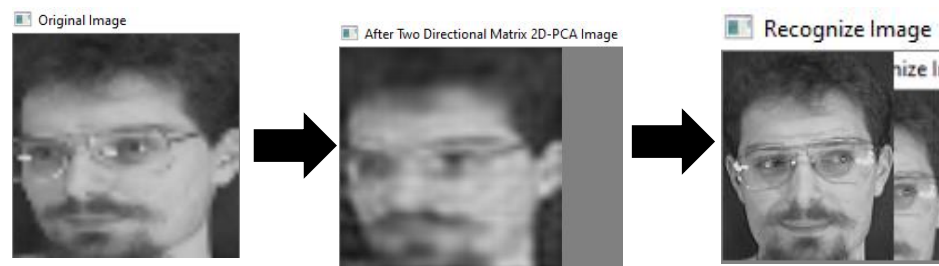 Original Image
After Two Directional Matrix 2D-PCA Image
Recognize Image